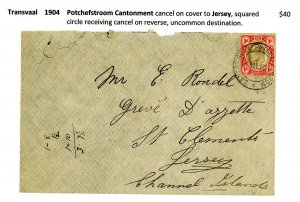 Transvaal 1904 Potchefstroom Cantonment cancel on cover to Jersey, squared $40
circle receiving cancel on reverse, uncommon destination.
Mr E. Rondel
Grevé D'azette
St Clements
Jersey
Channel Islands